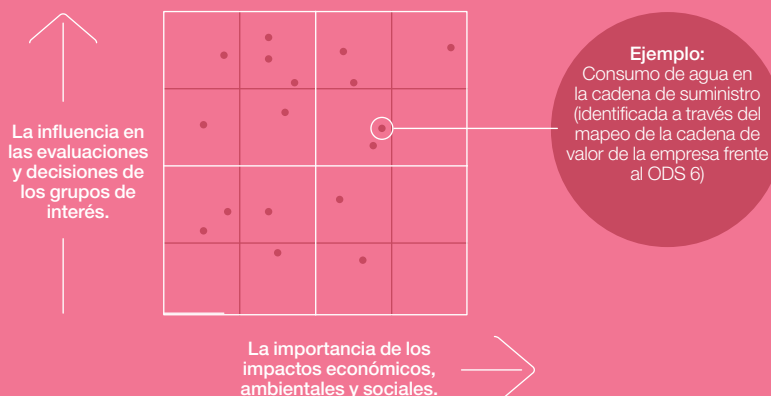 La influencia en
las evaluaciones
y decisiones de
los grupos de
interés.
Ejemplo:
Consumo de agua en
la cadena de suministro
(identificada a través del
mapeo de la cadena de
valor de la empresa frente
al ODS 6)
La importancia de los
impactos económicos,
ambientales y sociales.